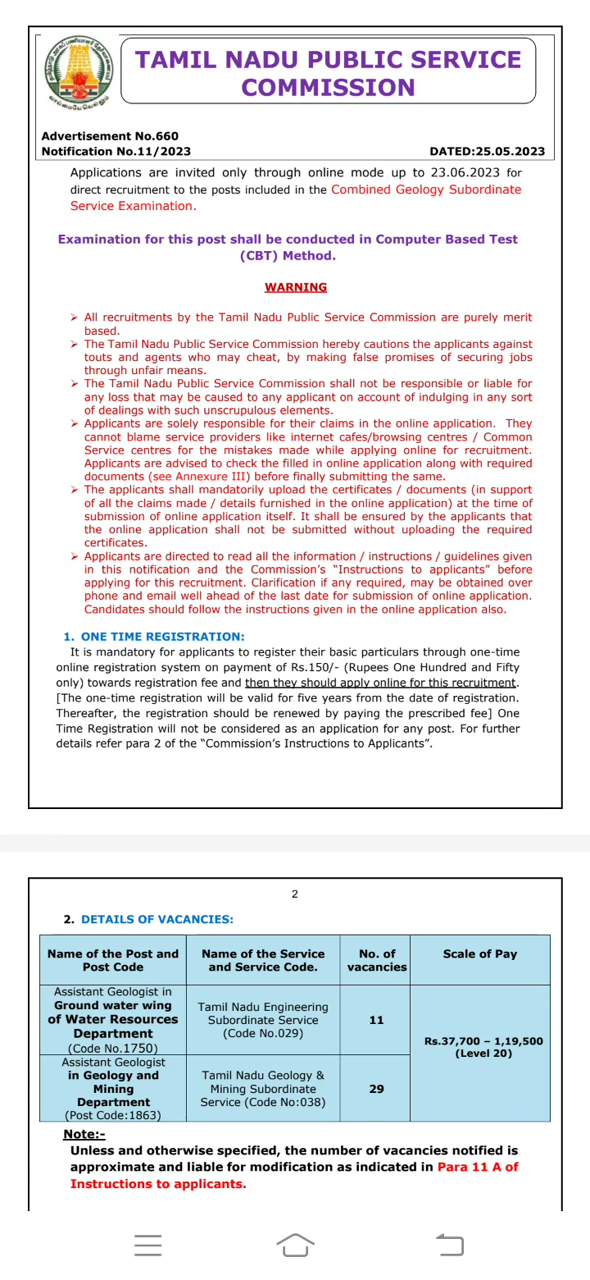 TAMIL NADU PUBLIC SERVICE
COMMISSION
Advertisement No.660
Notification No.11/2023
DATED:25.05.2023
Applications are invited only through online mode up to 23.06.2023 for
direct recruitment to the posts included in the Combined Geology Subordinate
Service Examination.
Examination for this post shall be conducted in Computer Based Test
(CBT) Method.
WARNING
➢ All recruitments by the Tamil Nadu Public Service Commission are purely merit
based.
➢ The Tamil Nadu Public Service Commission hereby cautions the applicants against
touts and agents who may cheat, by making false promises of securing jobs
through unfair means.
➢ The Tamil Nadu Public Service Commission shall not be responsible or liable for
any loss that may be caused to any applicant on account of indulging in any sort
of dealings with such unscrupulous elements.
➢ Applicants are solely responsible for their claims in the online application. They
cannot blame service providers like internet cafes/browsing centres / Common
Service centres for the mistakes made while applying online for recruitment.
Applicants are advised to check the filled in online application along with required
documents (see Annexure III) before finally submitting the same.
➢ The applicants shall mandatorily upload the certificates / documents (in support
of all the claims made / details furnished in the online application) at the time of
submission of online application itself. It shall be ensured by the applicants that
the online application shall not be submitted without uploading the required
certificates.
➢ Applicants are directed to read all the information / instructions / guidelines given
in this notification and the Commission's “Instructions to applicants” before
applying for this recruitment. Clarification if any required, may be obtained over
phone and email well ahead of the last date for submission of online application.
Candidates should follow the instructions given in the online application also.
1. ONE TIME REGISTRATION:
It is mandatory for applicants to register their basic particulars through one-time
online registration system on payment of Rs.150/- (Rupees One Hundred and Fifty
only) towards registration fee and then they should apply online for this recruitment.
[The one-time registration will be valid for five years from the date of registration.
Thereafter, the registration should be renewed by paying the prescribed fee] One
Time Registration will not be considered as an application for any post. For further
details refer para 2 of the “Commission's Instructions to Applicants”.
2
2. DETAILS OF VACANCIES:
Name of the Post and
Post Code
Name of the Service
and Service Code.
No. of
vacancies
Scale of Pay
Assistant Geologist in
Ground water wing
of Water Resources
Department
(Code No.1750)
Tamil Nadu Engineering
Subordinate Service
(Code No.029)
11
Rs.37,700 – 1,19,500
(Level 20)
Assistant Geologist
in Geology and
Mining
Department
(Post Code:1863)
Tamil Nadu Geology &
Mining Subordinate
Service (Code No:038)
29
Note:-
Unless and otherwise specified, the number of vacancies notified is
approximate and liable for modification as indicated in Para 11 A of
Instructions to applicants.